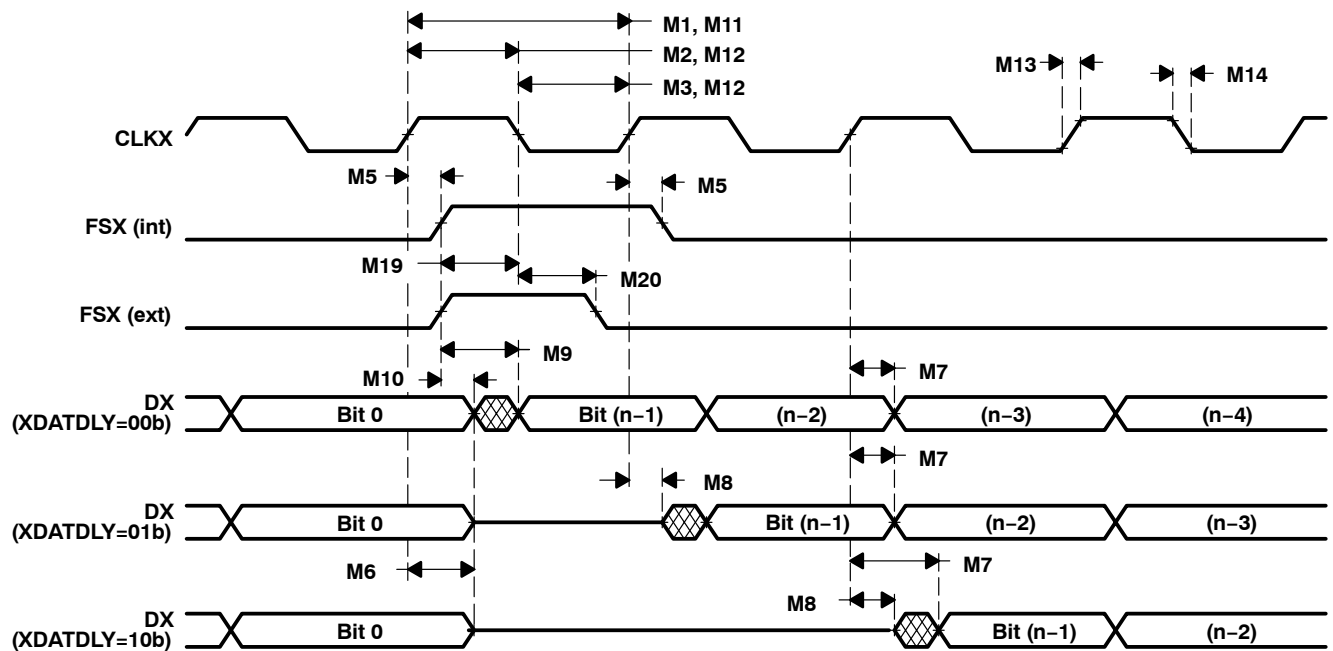 M1, M11
M2, M12
M3, M12
M13
M14
CLKX
M5
M5
FSX (int)
M19
M20
FSX (ext)
M9
M10
M7
DX
(XDATDLY=00b)
Bit 0
Bit (n−1)
(n−2)
(n−3)
(n−4)
M7
M8
DX
(XDATDLY=01b)
Bit 0
Bit (n−1)
(n−2)
(n−3)
M6
M7
M8
DX
(XDATDLY=10b)
Bit 0
Bit (n−1)
(n−2)